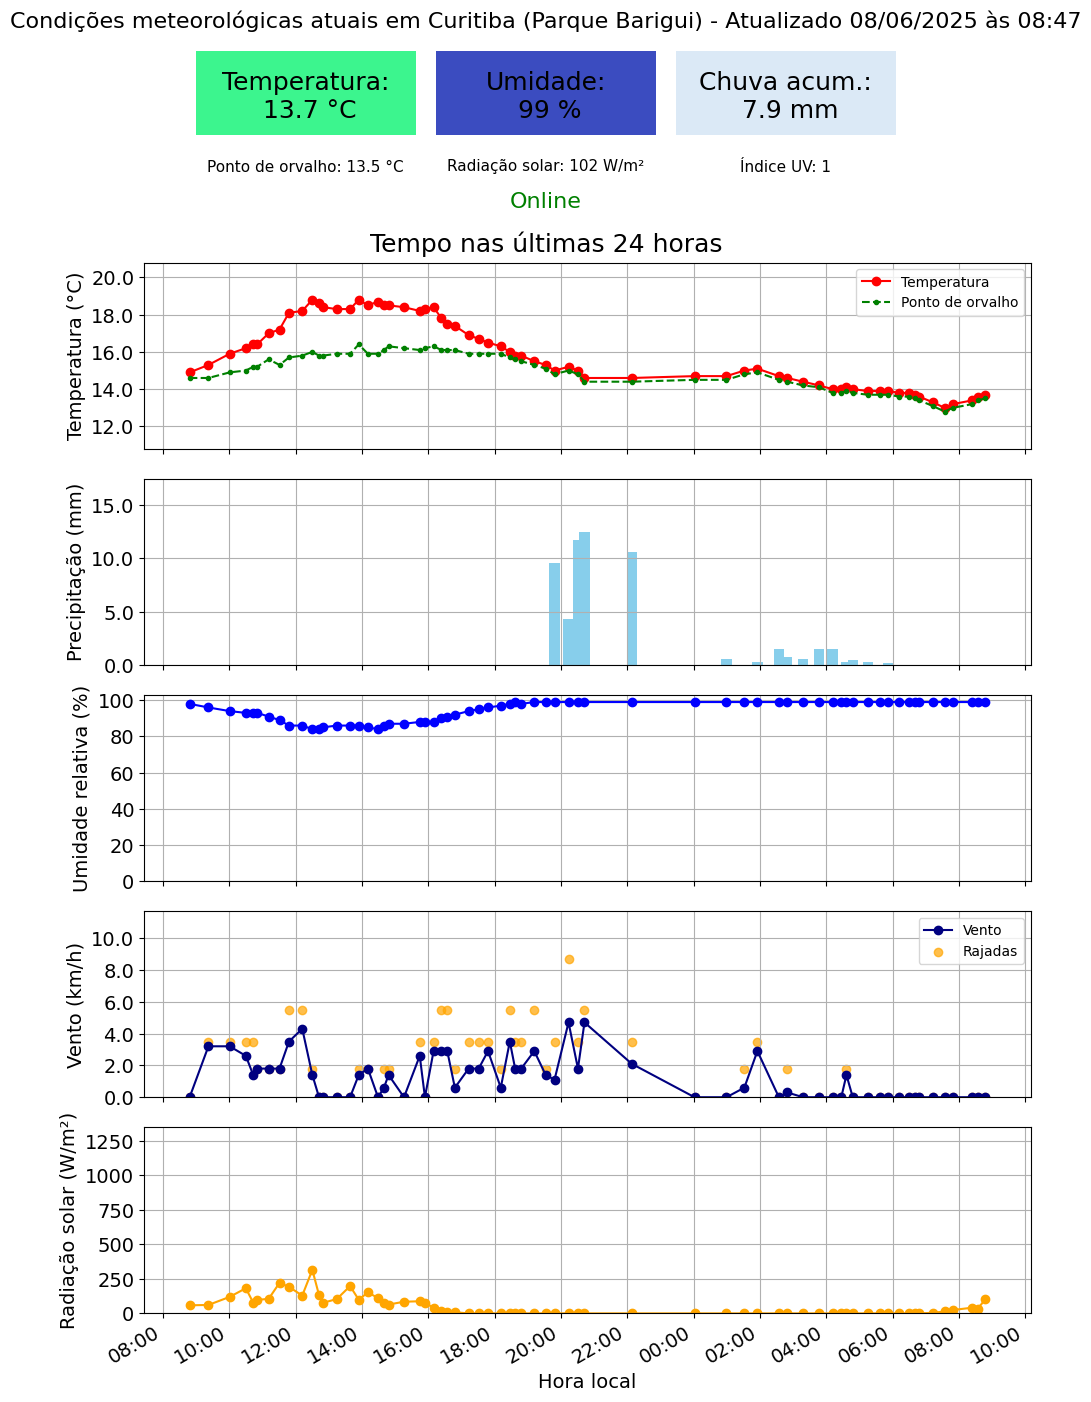 Condições meteorológicas atuais em Curitiba (Parque Barigui) - Atualizado 08/06/2025 às 08:47
Temperatura:
13.7 °C
Umidade:
99 %
Chuva acum.:
7.9 mm
Ponto de orvalho: 13.5 °C
Radiação solar: 102 W/m²
Índice UV: 1
Online
Tempo nas últimas 24 horas
Temperatura (°C)
20.0
18.0
16.0
14.0
12.0
Temperatura
Ponto de orvalho
Precipitação (mm)
15.0
10.0
5.0
0.0
Umidade relativa (%)
100
80
60
40
20
0
Vento (km/h)
10.0
8.0
6.0
4.0
2.0
0.0
Vento
Rajadas
Radiação solar (W/m²)
1250
1000
750
500
250
0
08:00
10:00
12:00
14:00
16:00
18:00
20:00
22:00
00:00
02:00
04:00
06:00
08:00
10:00
Hora local